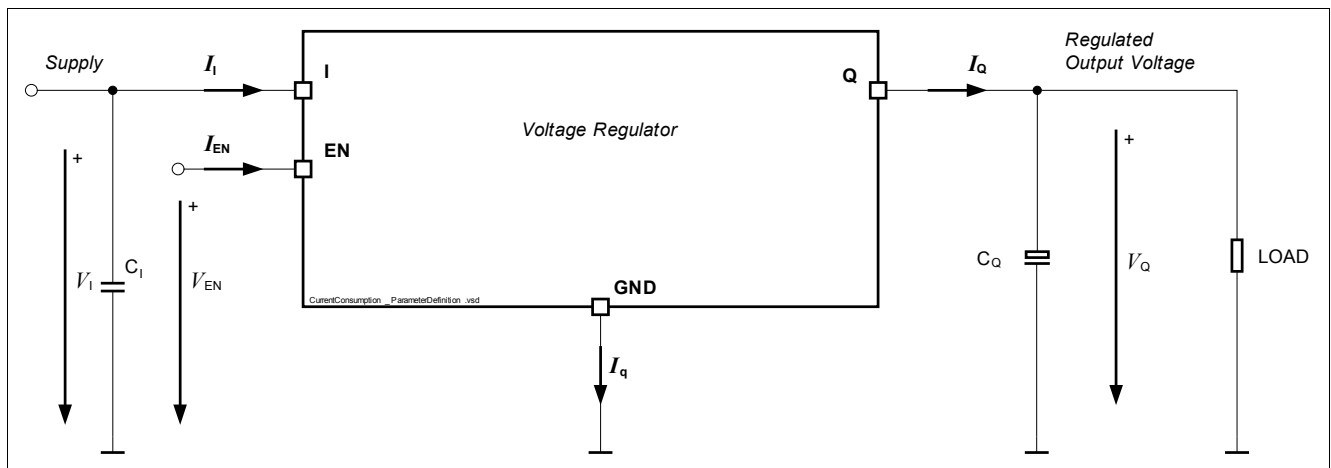 Supply
I_I
I
I_EN
EN
+
+
V_I
C_I
V_EN
Voltage Regulator
CurrentConsumption _ParameterDefinition .vsd
GND
I_q
Q
I_Q
Regulated
Output Voltage
+
C_Q
V_Q
LOAD